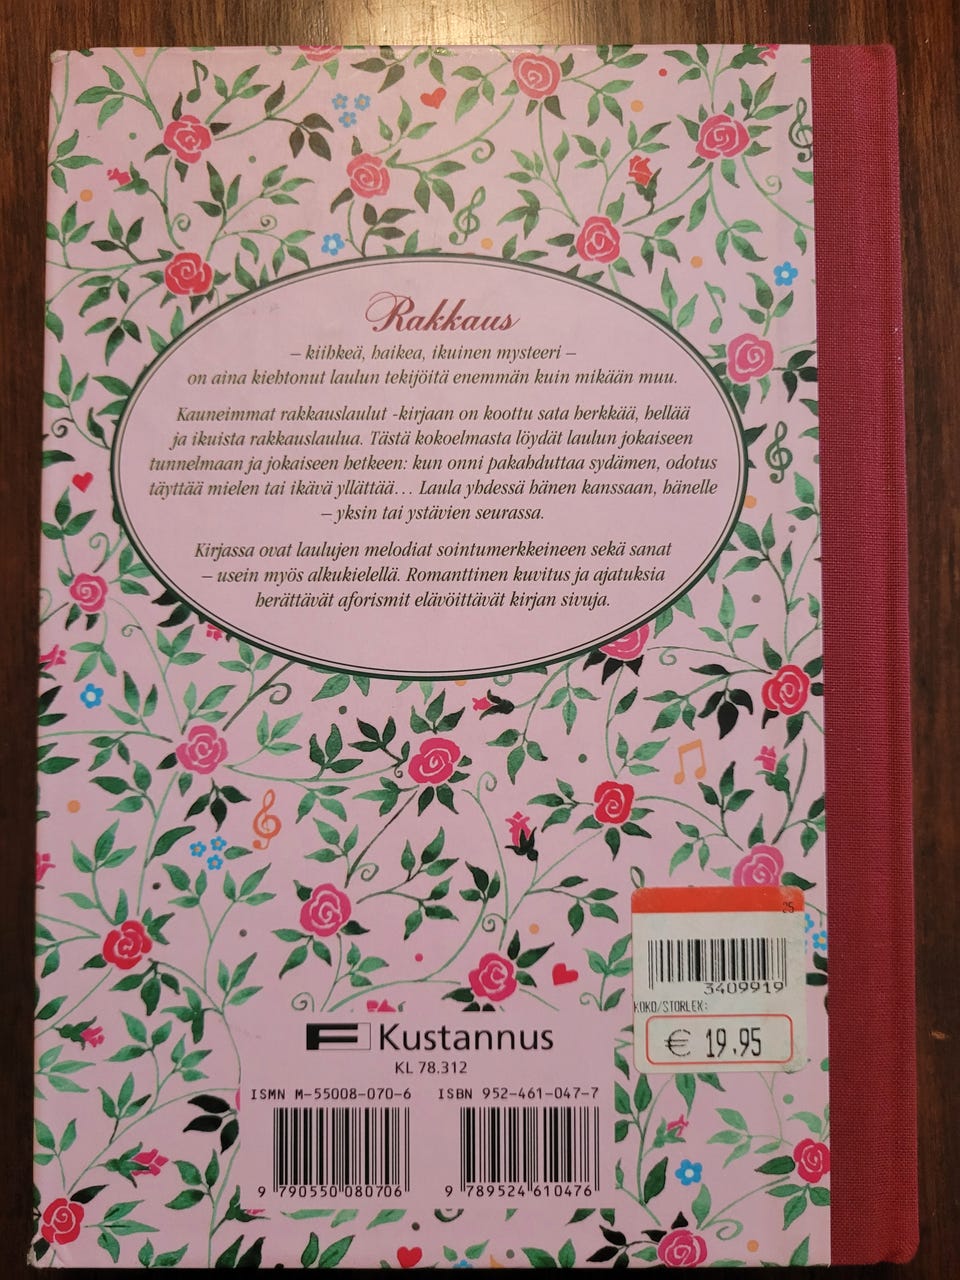 Rakkaus
– kiihkeä, haikea, ikuinen mysteeri –
on aina kiehtonut laulun tekijöitä enemmän kuin mikään muu.
Kauneimmat rakkauslaulut -kirjaan on koottu sata herkkää, hellää
ja ikuista rakkauslaulua. Tästä kokoelmasta löydät laulun jokaiseen
tunnelmaan ja jokaiseen hetkeen: kun onni pakahduttaa sydämen, odotus
täyttää mielen tai ikävä yllättää... Laula yhdessä hänen kanssaan, hänelle
– yksin tai ystävien seurassa.
Kirjassa ovat laulujen melodiat sointumerkkeineen sekä sanat
– usein myös alkukielellä. Romanttinen kuvitus ja ajatuksia
herättävät aforismit elävöittävät kirjan sivuja.
25
3409919
KOKO/STORLEK:
€ 19.95
F Kustannus
KL 78.312
ISMN M-55008-070-6 ISBN 952-461-047-7
9 790550 080706 9 789524 610476